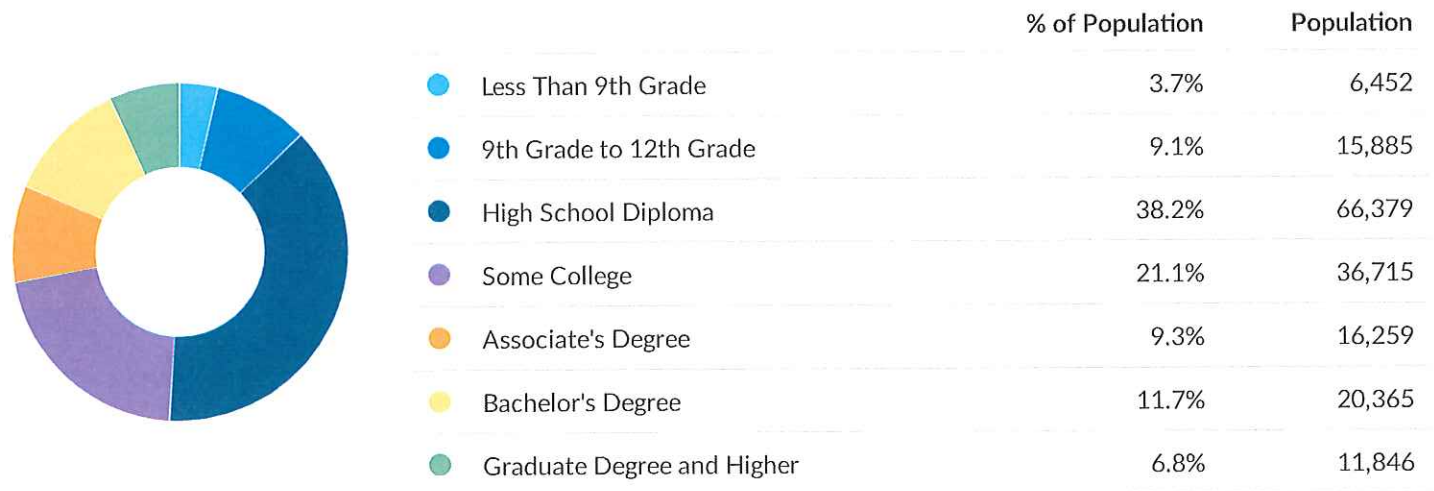 % of Population Population
Less Than 9th Grade 3.7% 6,452
9th Grade to 12th Grade 9.1% 15,885
High School Diploma 38.2% 66,379
Some College 21.1% 36,715
Associate's Degree 9.3% 16,259
Bachelor's Degree 11.7% 20,365
Graduate Degree and Higher 6.8% 11,846